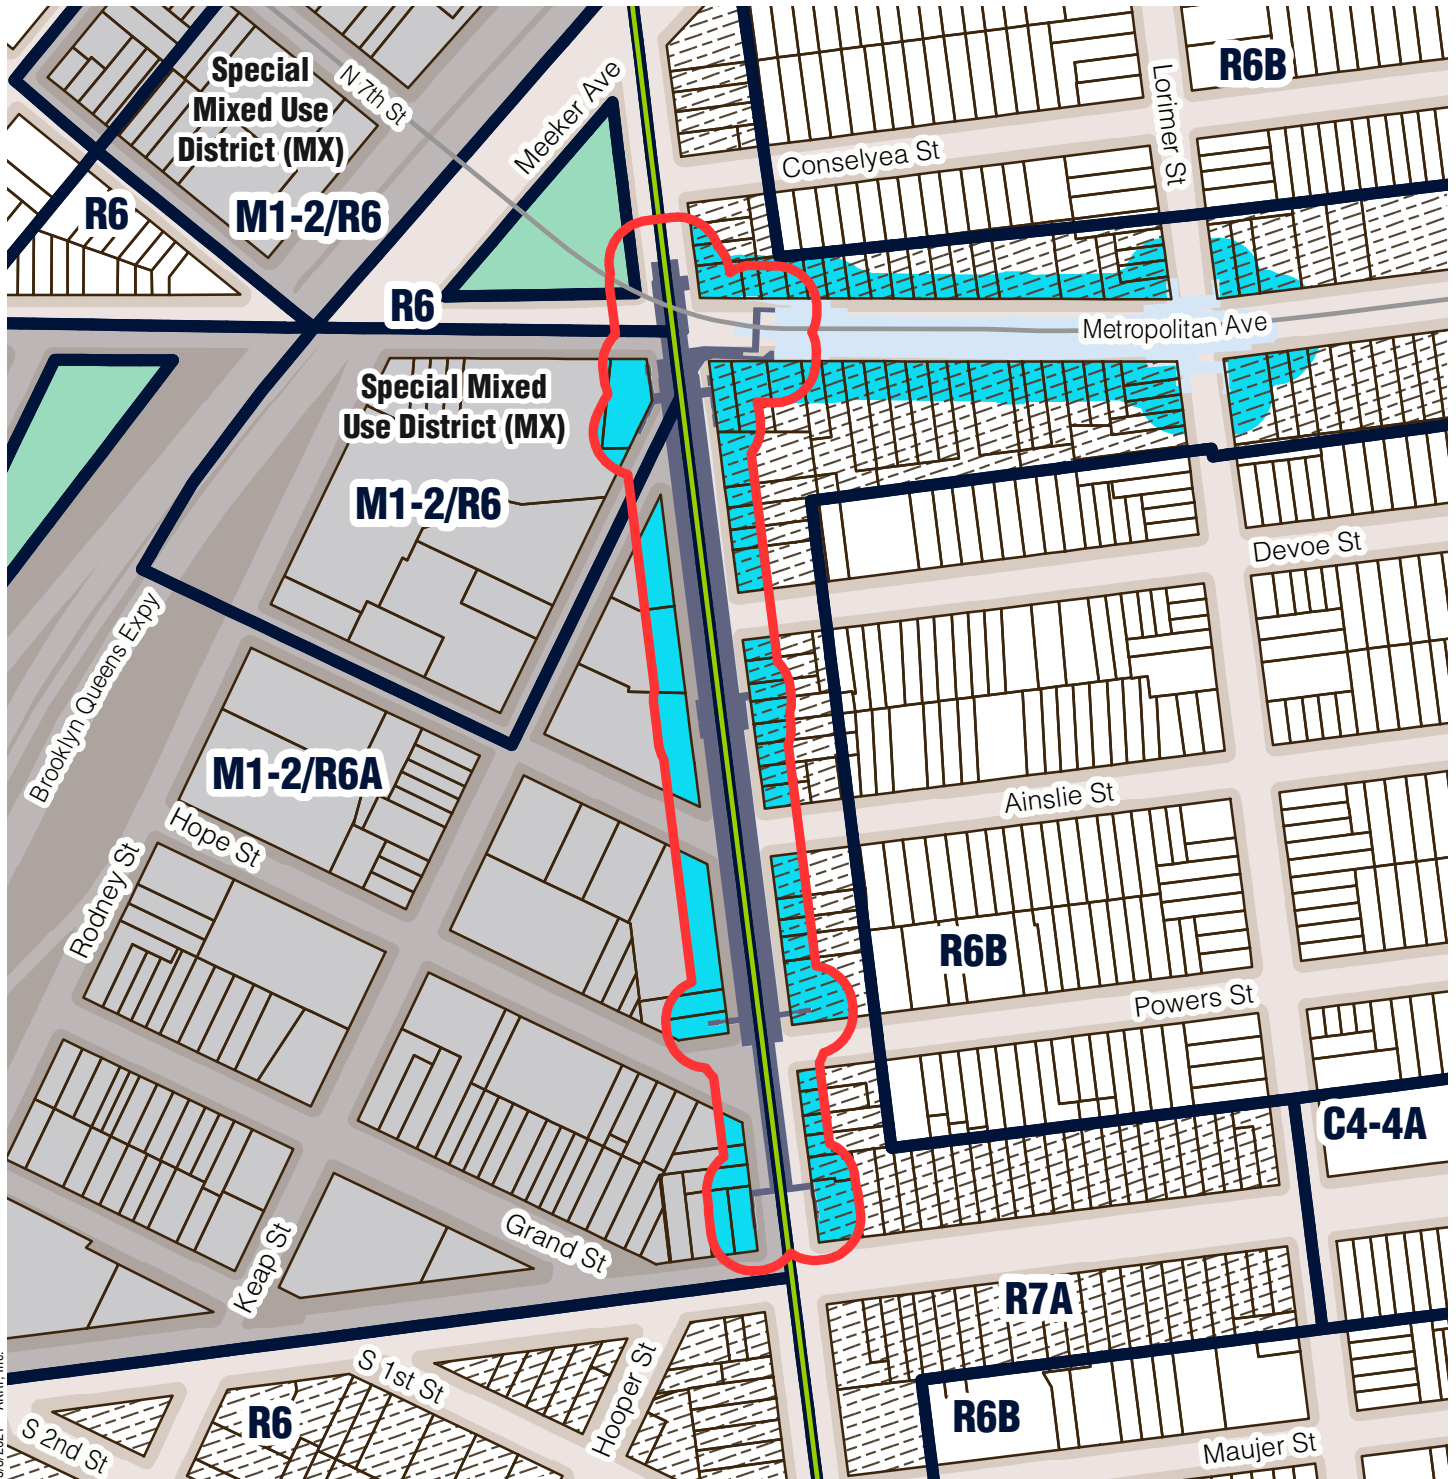 Special
Mixed Use
District (MX)
N 7th St
Meeker Ave
Lorimer St
R6B
Conselyea St
R6
M1-2/R6
R6
Metropolitan Ave
Special Mixed
Use District (MX)
M1-2/R6
Devoe St
Brooklyn Queens Expy
M1-2/R6A
Ainslie St
Hope St
Rodney St
R6B
Powers St
C4-4A
Grand St
Keap St
R7A
S 1st St
Hooper St
R6
R6B
S 2nd St
Maujer St